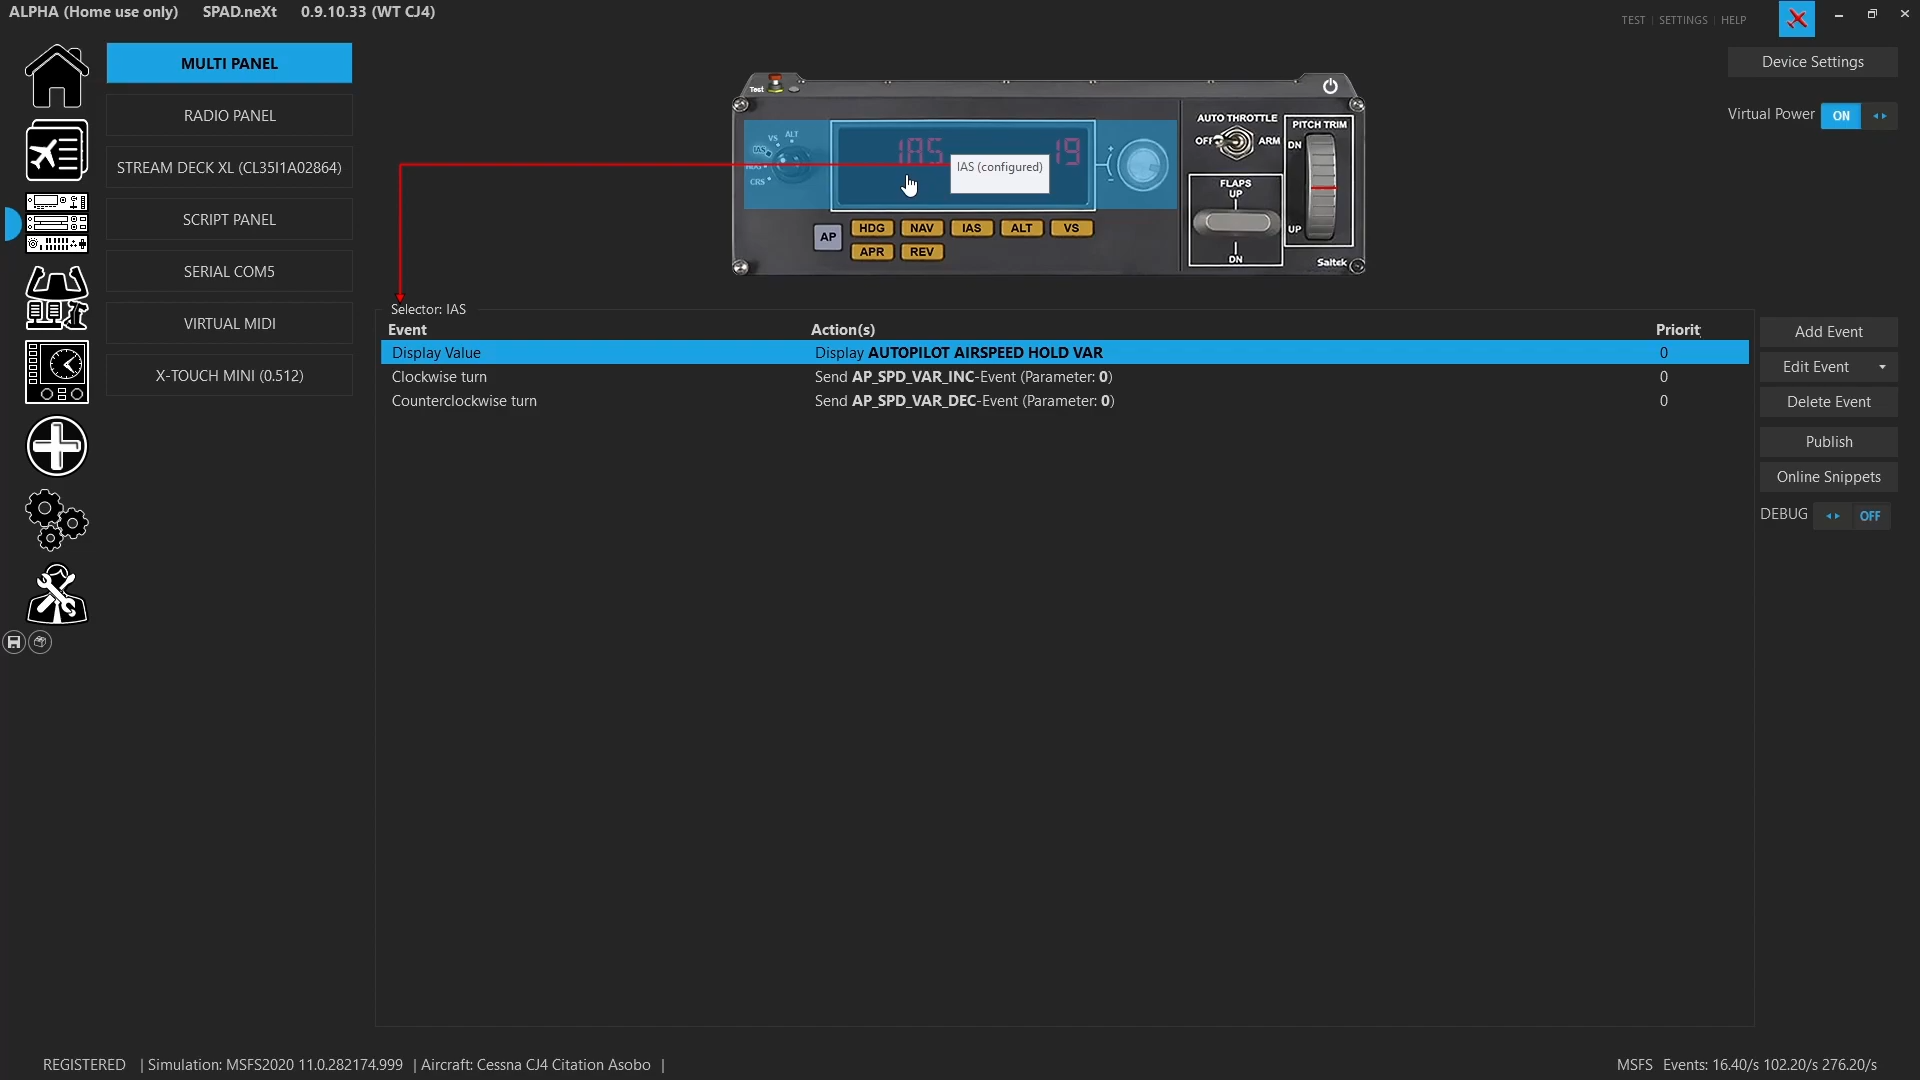 ALPHA (Home use only) SPAD.neXt 0.9.10.33 (WT CJ4)
TEST | SETTINGS | HELP
MULTI PANEL
RADIO PANEL
STREAM DECK XL (CL35I1A02864)
SCRIPT PANEL
SERIAL COM5
VIRTUAL MIDI
X-TOUCH MINI (0.512)
Device Settings
Virtual Power ON
Test
VS ALT
IAS
HDG
CRS
IAS 19
IAS (configured)
+
-
AUTO THROTTLE
OFF ARM
PITCH TRIM
DN
UP
FLAPS
UP
DN
Saitek
AP HDG NAV IAS ALT VS
APR REV
Selector: IAS
Event Action(s) Priorit
Display Value Display AUTOPILOT AIRSPEED HOLD VAR 0
Clockwise turn Send AP_SPD_VAR_INC-Event (Parameter: 0) 0
Counterclockwise turn Send AP_SPD_VAR_DEC-Event (Parameter: 0) 0
Add Event
Edit Event
Delete Event
Publish
Online Snippets
DEBUG OFF
REGISTERED | Simulation: MSFS2020 11.0.282174.999 | Aircraft: Cessna CJ4 Citation Asobo |
MSFS Events: 16.40/s 102.20/s 276.20/s